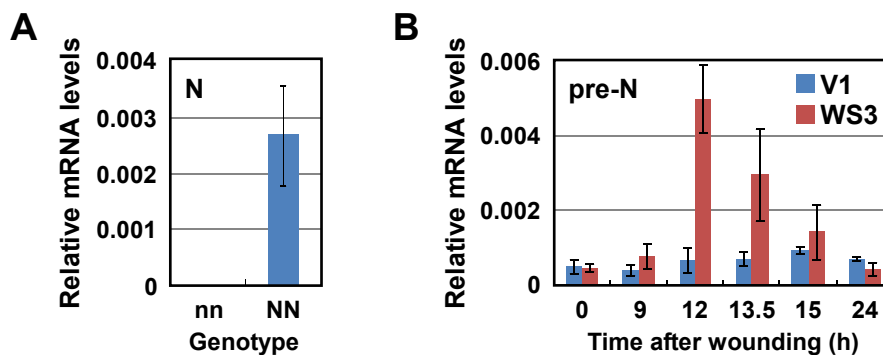 A
Relative mRNA levels
0.004
0.003
0.002
0.001
0
N
nn NN
Genotype
B
Relative mRNA levels
0.006
0.004
0.002
0
pre-N
V1
WS3
0 9 12 13.5 15 24
Time after wounding (h)